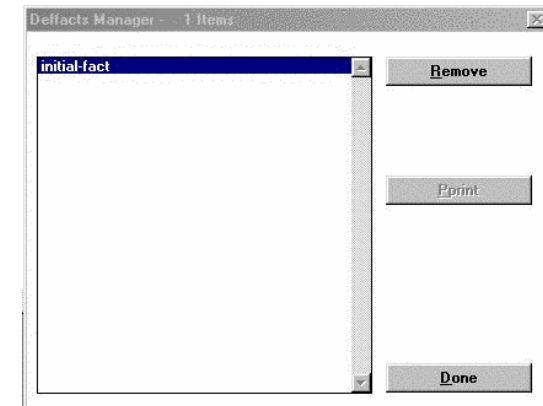 Deffacts Manager - 1 Items
initial-fact
Remove
Pprint
Done